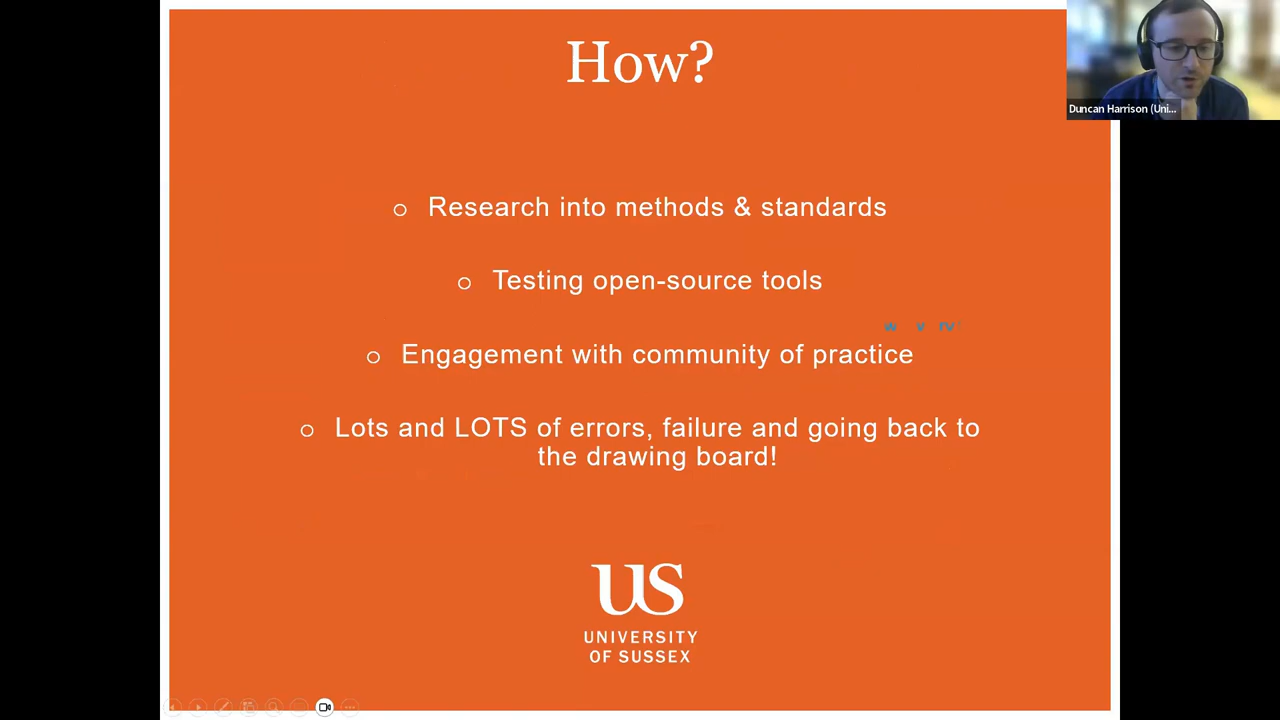 How?
Duncan Harrison (Uni...
Research into methods & standards
Testing open-source tools
Engagement with community of practice
Lots and LOTS of errors, failure and going back to
the drawing board!
US
UNIVERSITY
OF SUSSEX